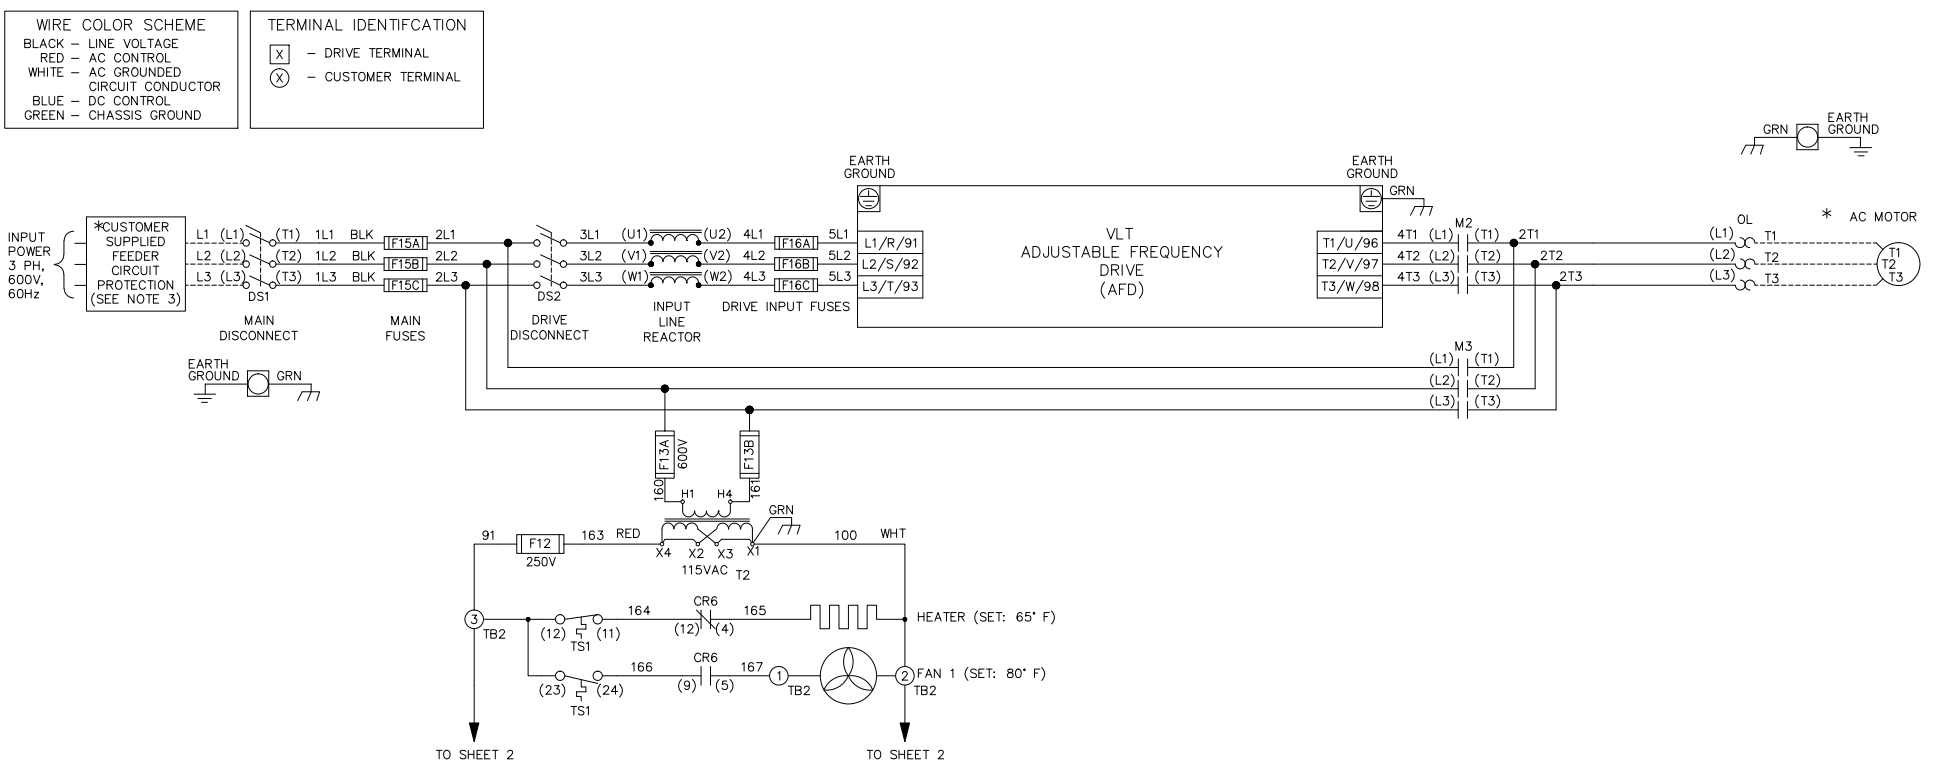 WIRE COLOR SCHEME
BLACK – LINE VOLTAGE
RED – AC CONTROL
WHITE – AC GROUNDED
CIRCUIT CONDUCTOR
BLUE – DC CONTROL
GREEN – CHASSIS GROUND
TERMINAL IDENTIFCATION
X – DRIVE TERMINAL
X – CUSTOMER TERMINAL
GRN
EARTH
GROUND
EARTH
GROUND
EARTH
GROUND
GRN
INPUT
POWER
3 PH,
600V,
60Hz
*CUSTOMER
SUPPLIED
FEEDER
CIRCUIT
PROTECTION
(SEE NOTE 3)
L1 (L1) (T1) 1L1 BLK F15A 2L1 3L1 (U1) (U2) 4L1 F16A 5L1 L1/R/91
L2 (L2) (T2) 1L2 BLK F15B 2L2 3L2 (V1) (V2) 4L2 F16B 5L2 L2/S/92
L3 (L3) (T3) 1L3 BLK F15C 2L3 3L3 (W1) (W2) 4L3 F16C 5L3 L3/T/93
DS1
DS2
MAIN
DISCONNECT
MAIN
FUSES
DRIVE
DISCONNECT
INPUT
LINE
REACTOR
DRIVE INPUT FUSES
VLT
ADJUSTABLE FREQUENCY
DRIVE
(AFD)
M2
OL
* AC MOTOR
T1/U/96 4T1 (L1) (T1) 2T1 (L1) T1
T2/V/97 4T2 (L2) (T2) 2T2 (L2) T2
T3/W/98 4T3 (L3) (T3) 2T3 (L3) T3
T1
T2
T3
EARTH
GROUND
GRN
M3
(L1) (T1)
(L2) (T2)
(L3) (T3)
F13A
600V
F13B
160
161
H1 H4
GRN
91 F12 163 RED
250V
X4 X2 X3 X1
100 WHT
115VAC T2
3
TB2
164 CR6 165
(12) (11) (12) (4)
TS1
HEATER (SET: 65° F)
166 CR6 167 1
(23) (24) (9) (5) TB2
TS1
2 FAN 1 (SET: 80° F)
TB2
TO SHEET 2
TO SHEET 2